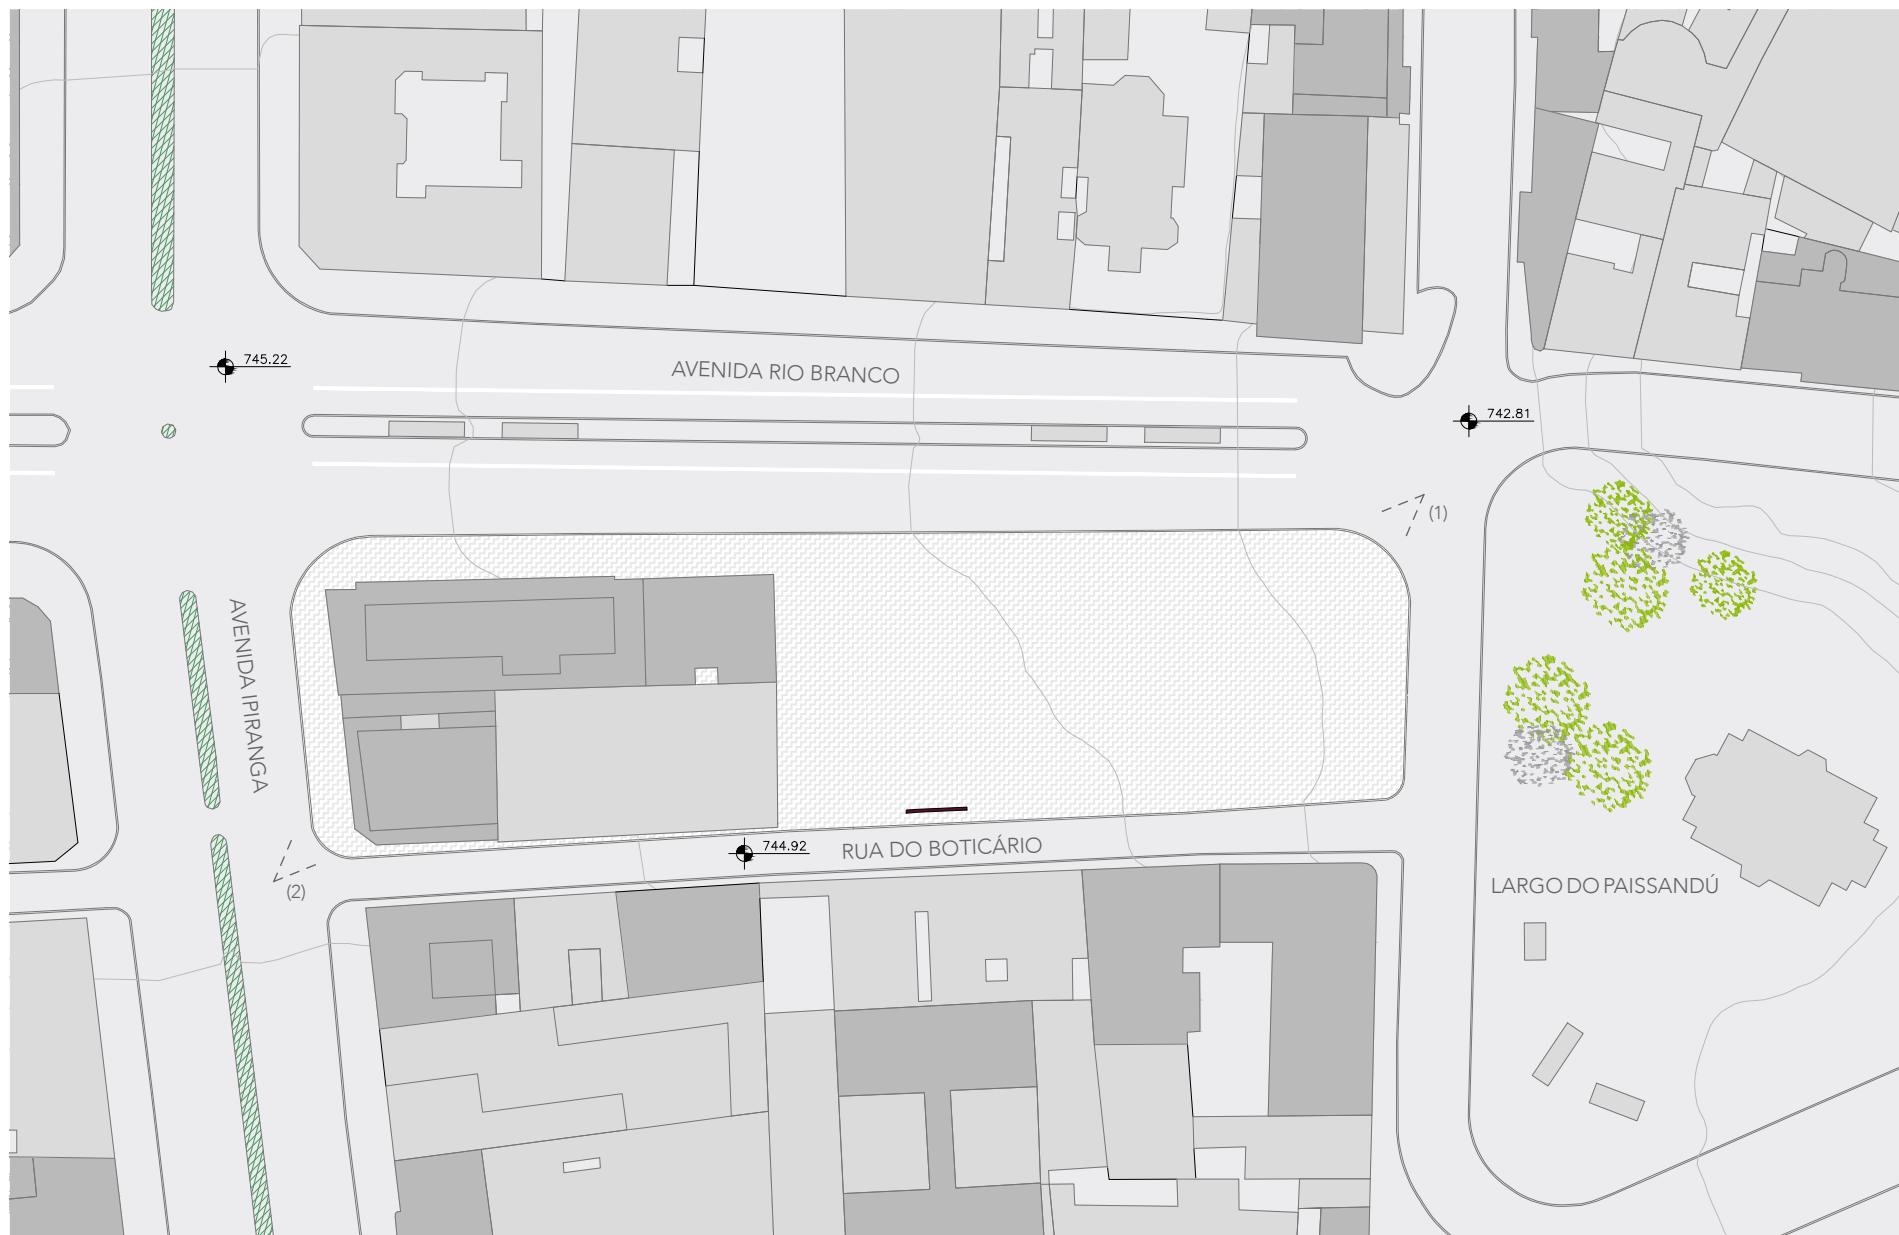 745.22
AVENIDA RIO BRANCO
742.81
(1)
AVENIDA IPIRANGA
744.92
RUA DO BOTICÁRIO
(2)
LARGO DO PAISSANDÚ